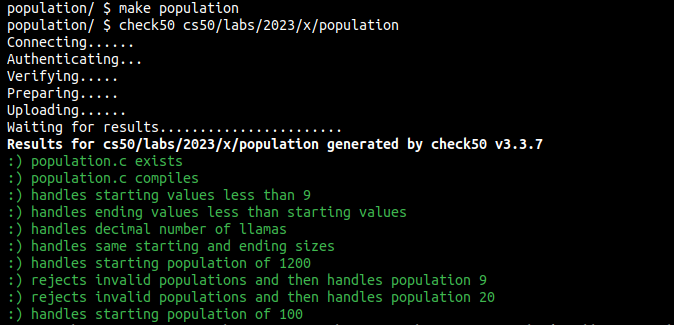 population/ $ make population
population/ $ check50 cs50/labs/2023/x/population
Connecting......
Authenticating...
Verifying.....
Preparing.....
Uploading......
Waiting for results.......................
Results for cs50/labs/2023/x/population generated by check50 v3.3.7
:) population.c exists
:) population.c compiles
:) handles starting values less than 9
:) handles ending values less than starting values
:) handles decimal number of llamas
:) handles same starting and ending sizes
:) handles starting population of 1200
:) rejects invalid populations and then handles population 9
:) rejects invalid populations and then handles population 20
:) handles starting population of 100